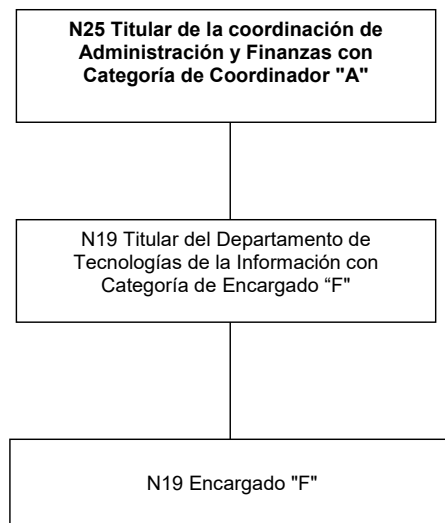 N25 Titular de la coordinación de
Administración y Finanzas con
Categoría de Coordinador "A"
N19 Titular del Departamento de
Tecnologías de la Información con
Categoría de Encargado “F"
N19 Encargado "F"